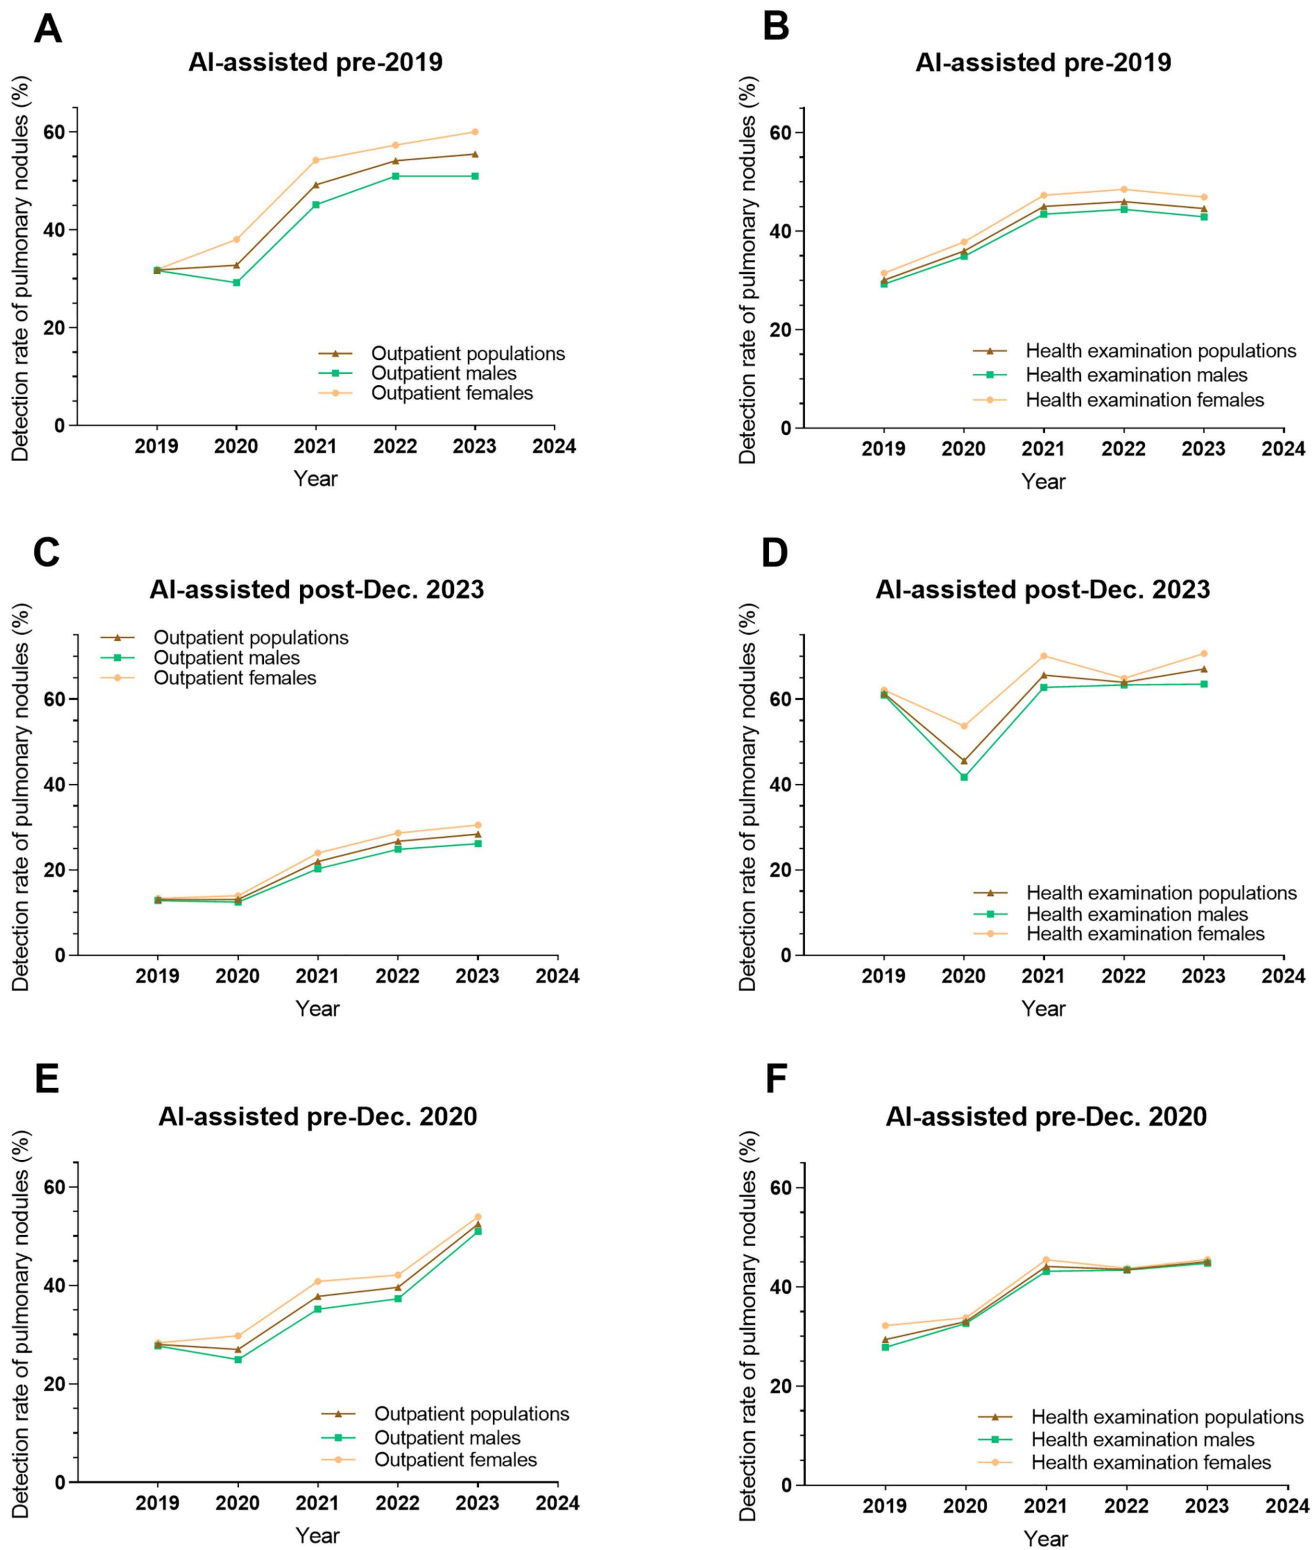 A
AI-assisted pre-2019
Detection rate of pulmonary nodules (%)
60
40
20
0
Outpatient populations
Outpatient males
Outpatient females
2019 2020 2021 2022 2023 2024
Year
B
AI-assisted pre-2019
Detection rate of pulmonary nodules (%)
60
40
20
0
Health examination populations
Health examination males
Health examination females
2019 2020 2021 2022 2023 2024
Year
C
AI-assisted post-Dec. 2023
Detection rate of pulmonary nodules (%)
Outpatient populations
Outpatient males
Outpatient females
60
40
20
0
2019 2020 2021 2022 2023 2024
Year
D
AI-assisted post-Dec. 2023
Detection rate of pulmonary nodules (%)
60
40
20
0
Health examination populations
Health examination males
Health examination females
2019 2020 2021 2022 2023 2024
Year
E
AI-assisted pre-Dec. 2020
Detection rate of pulmonary nodules (%)
60
40
20
0
Outpatient populations
Outpatient males
Outpatient females
2019 2020 2021 2022 2023 2024
Year
F
AI-assisted pre-Dec. 2020
Detection rate of pulmonary nodules (%)
60
40
20
0
Health examination populations
Health examination males
Health examination females
2019 2020 2021 2022 2023 2024
Year